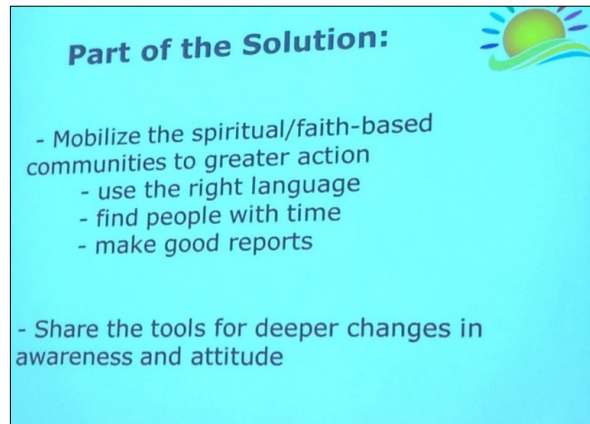 Part of the Solution:
- Mobilize the spiritual/faith-based
communities to greater action
- use the right language
- find people with time
- make good reports
- Share the tools for deeper changes in
awareness and attitude